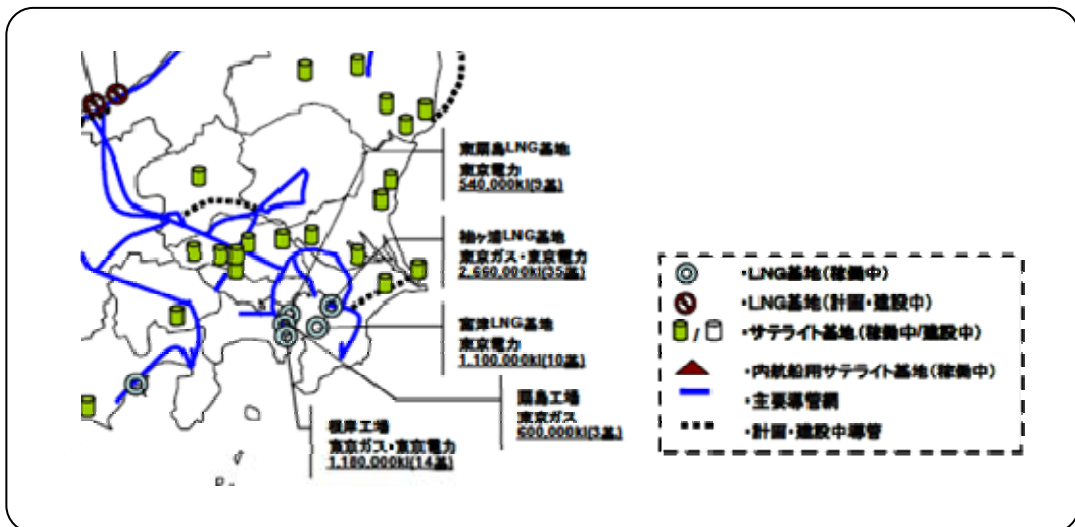 東扇島LNG基地
東京電力
540,000kl(9基)
袖ヶ浦LNG基地
東京ガス・東京電力
2,660,000kl(35基)
富津LNG基地
東京電力
1,100,000kl(10基)
扇島工場
東京ガス
600,000kl(3基)
根岸工場
東京ガス・東京電力
1,180,000kl(14基)
・LNG基地(稼働中)
・LNG基地(計画・建設中)
/ ・サテライト基地(稼働中/建設中)
・内航船用サテライト基地(稼働中)
・主要導管網
・計画・建設中導管